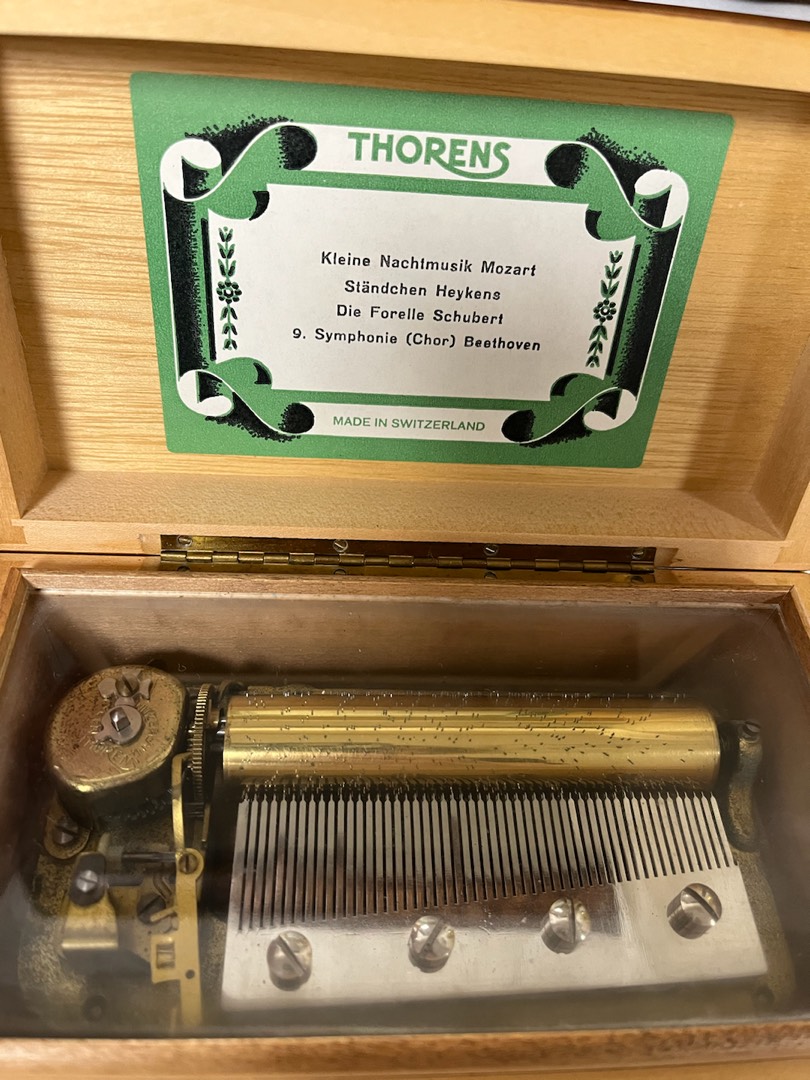 THORENS
Kleine Nachtmusik Mozart
Ständchen Heykens
Die Forelle Schubert
9. Symphonie (Chor) Beethoven
MADE IN SWITZERLAND